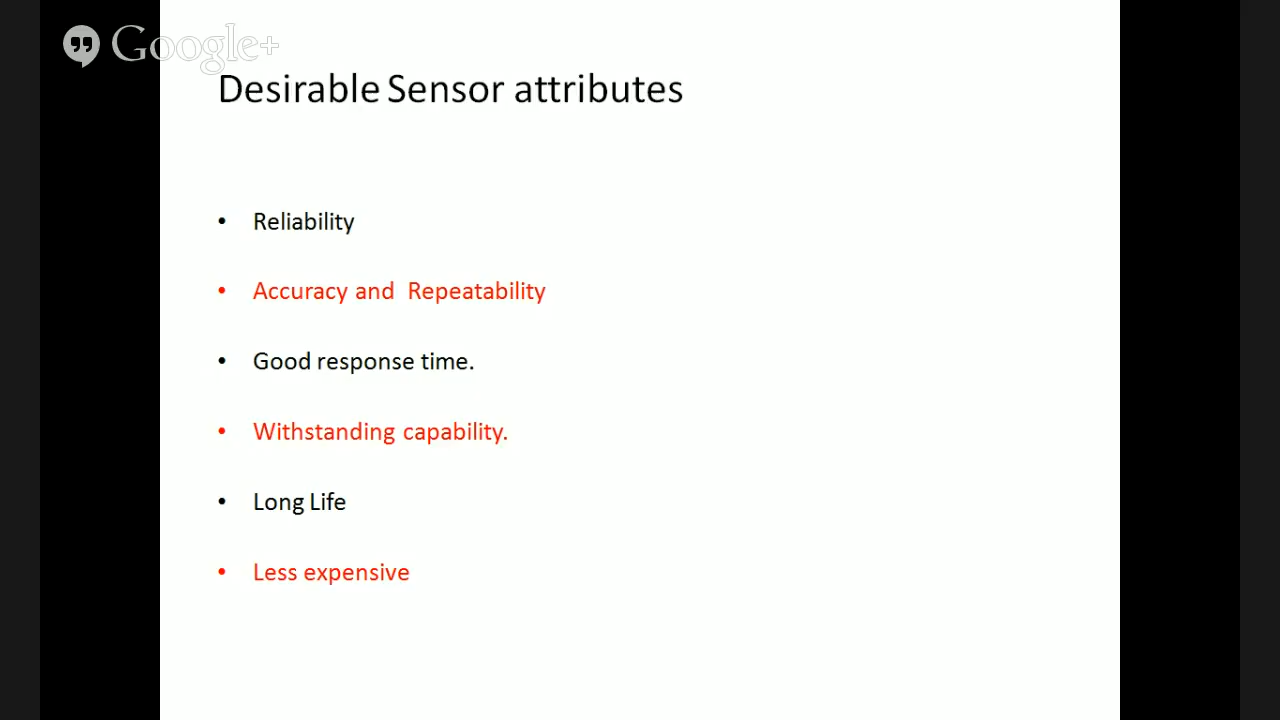 Google+
Desirable Sensor attributes
• Reliability
• Accuracy and  Repeatability
• Good response time.
• Withstanding capability.
• Long Life
• Less expensive